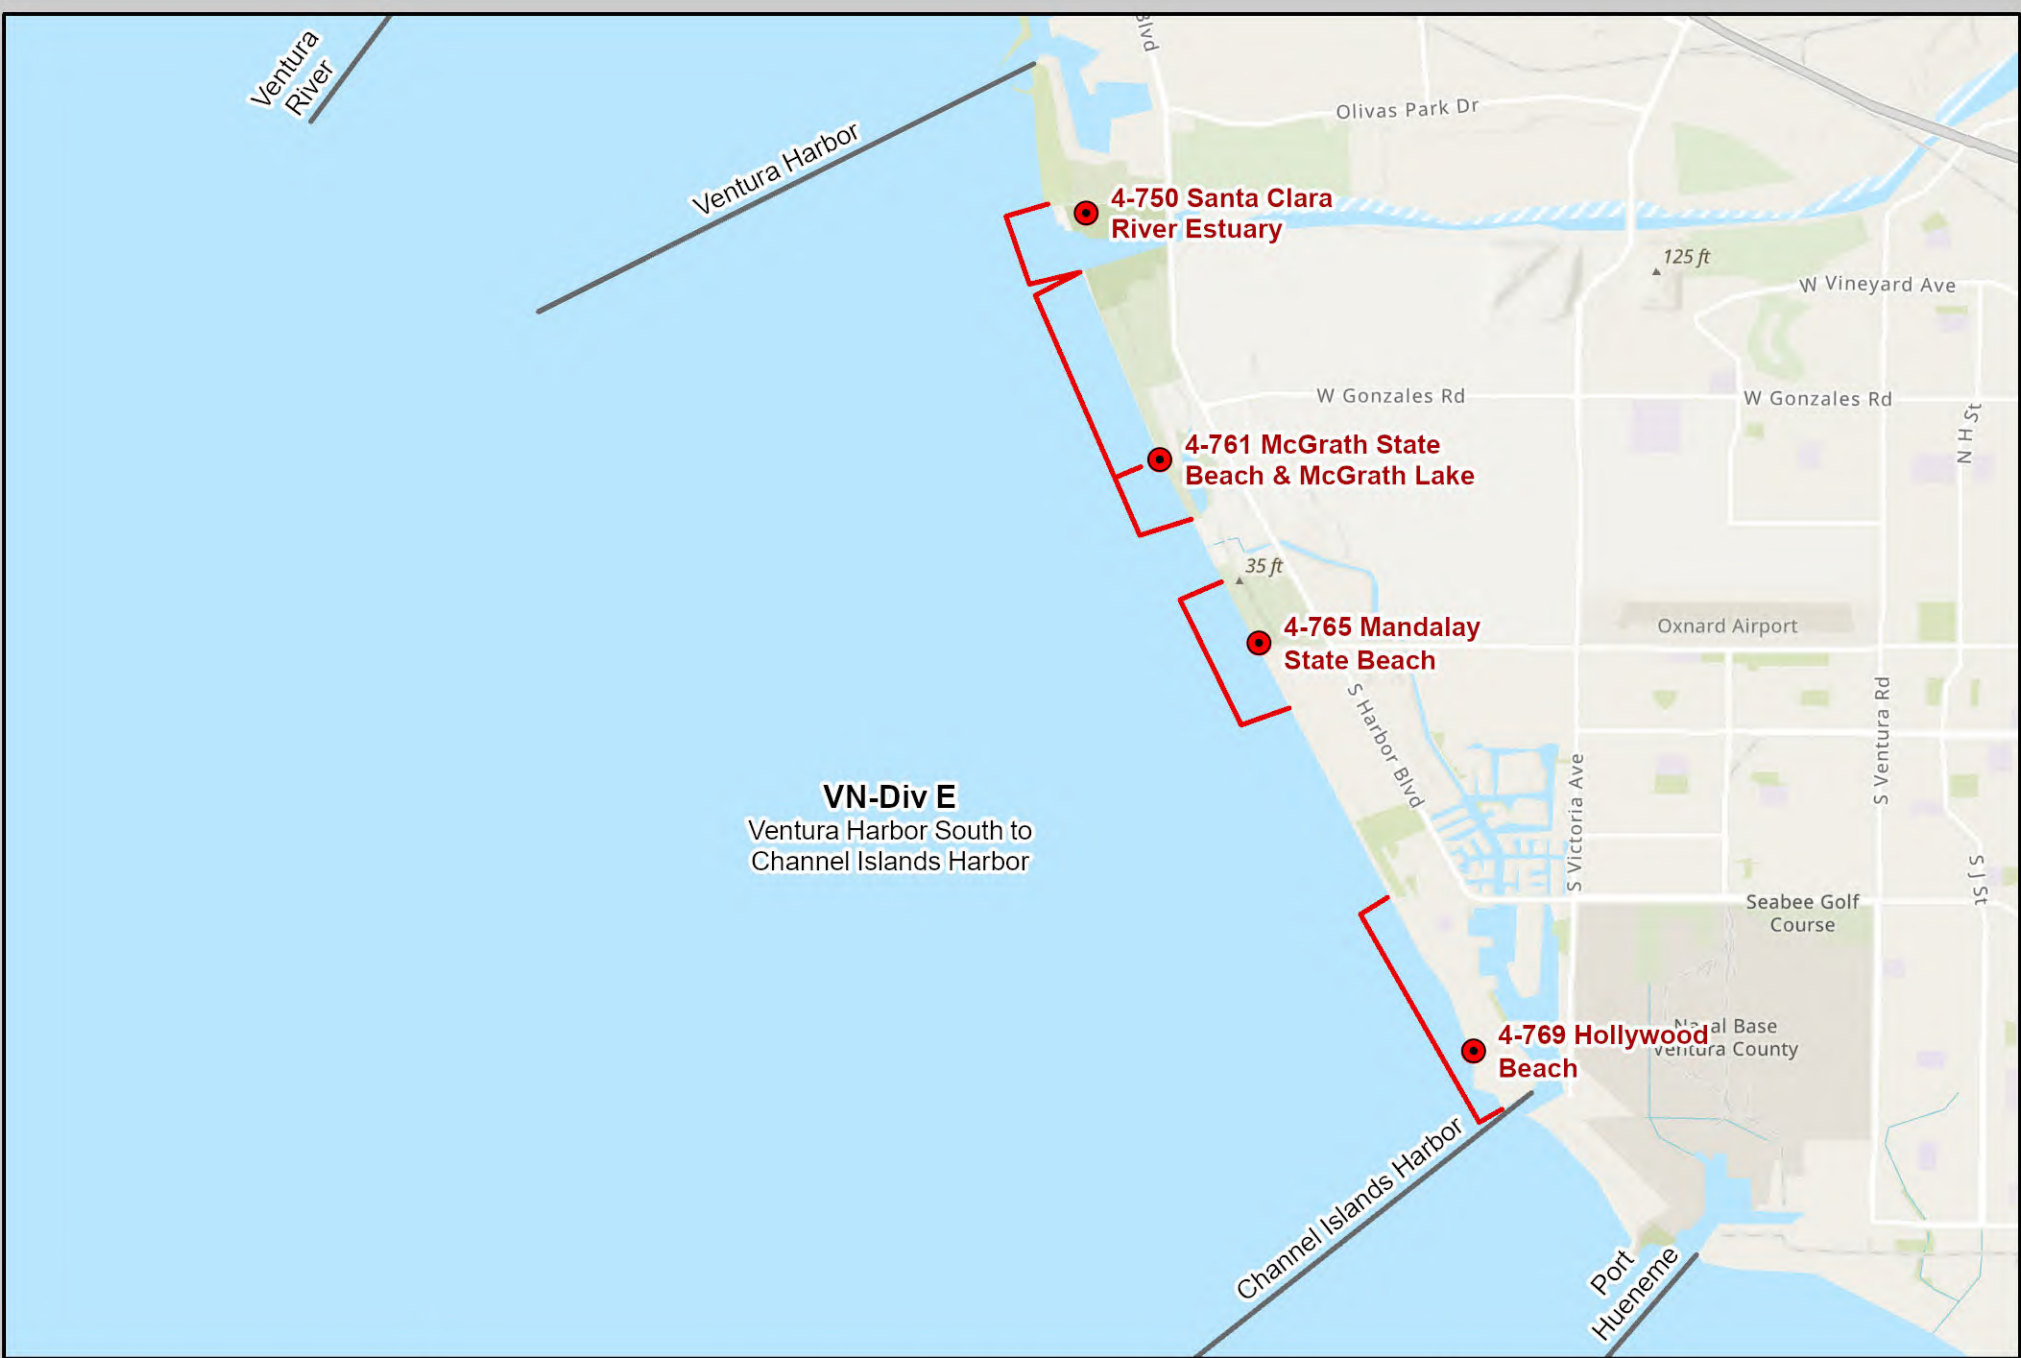 Blvd
Ventura
River
Ventura Harbor
Olivas Park Dr
4-750 Santa Clara
River Estuary
125 ft
W Vineyard Ave
W Gonzales Rd
W Gonzales Rd
N H St
4-761 McGrath State
Beach & McGrath Lake
35 ft
4-765 Mandalay
State Beach
Oxnard Airport
S Harbor Blvd
S Victoria Ave
S Ventura Rd
VN-Div E
Ventura Harbor South to
Channel Islands Harbor
S J St
Seabee Golf
Course
4-769 Hollywood
Beach
Naval Base
Ventura County
Channel Islands Harbor
Port
Hueneme